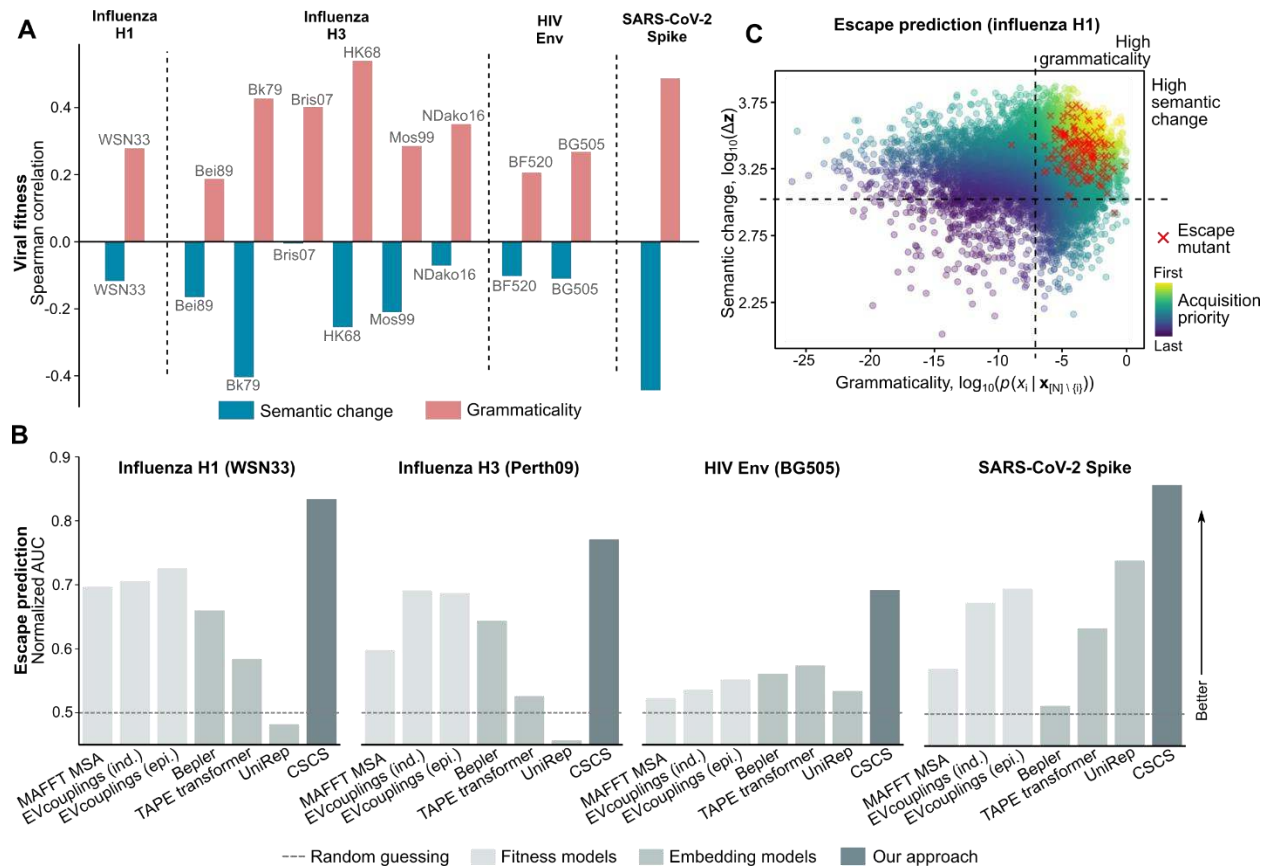 A
Influenza
H1
Influenza
H3
HIV
Env
SARS-CoV-2
Spike
Viral fitness
Spearman correlation
0.4
0.2
0.0
-0.2
-0.4
WSN33
Bei89
Bk79
Bris07
HK68
Mos99
NDako16
BF520
BG505
WSN33
Bei89
Bk79
Bris07
HK68
Mos99
NDako16
BF520
BG505
Semantic change
Grammaticality
C
Escape prediction (influenza H1)
High
grammaticality
High
semantic
change
Semantic change, log₁₀(Δz)
3.75
3.25
2.75
2.25
-25
-20
-15
-10
-5
0
Grammaticality, log₁₀(p(xᵢ | x[N] \ {i}))
Escape
mutant
First
Acquisition
priority
Last
B
Escape prediction
Normalized AUC
0.9
0.8
0.7
0.6
0.5
Influenza H1 (WSN33)
MAFFT MSA
EVcouplings (ind.)
EVcouplings (epi.)
Bepler
TAPE transformer
UniRep
CSCS
Influenza H3 (Perth09)
MAFFT MSA
EVcouplings (ind.)
EVcouplings (epi.)
Bepler
TAPE transformer
UniRep
CSCS
HIV Env (BG505)
MAFFT MSA
EVcouplings (ind.)
EVcouplings (epi.)
Bepler
TAPE transformer
UniRep
CSCS
SARS-CoV-2 Spike
MAFFT MSA
EVcouplings (ind.)
EVcouplings (epi.)
Bepler
TAPE transformer
UniRep
CSCS
Better
Random guessing
Fitness models
Embedding models
Our approach